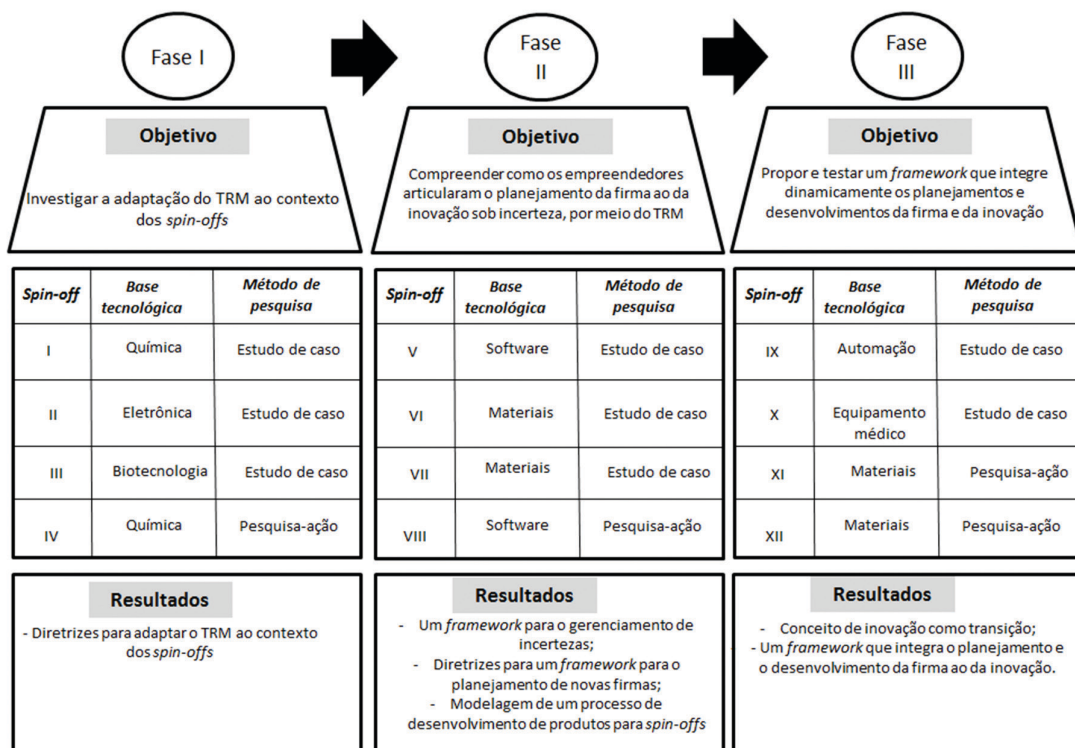 Fase I
Fase
II
Fase
III
Objetivo
Investigar a adaptação do TRM ao contexto
dos spin-offs
Objetivo
Compreender como os empreendedores
articularam o planejamento da firma ao da
inovação sob incerteza, por meio do TRM
Objetivo
Propor e testar um framework que integre
dinamicamente os planejamentos e
desenvolvimentos da firma e da inovação
Spin-off Base tecnológica Método de pesquisa
I Química Estudo de caso
II Eletrônica Estudo de caso
III Biotecnologia Estudo de caso
IV Química Pesquisa-ação
Spin-off Base tecnológica Método de pesquisa
V Software Estudo de caso
VI Materiais Estudo de caso
VII Materiais Estudo de caso
VIII Software Pesquisa-ação
Spin-off Base tecnológica Método de pesquisa
IX Automação Estudo de caso
X Equipamento médico Estudo de caso
XI Materiais Pesquisa-ação
XII Materiais Pesquisa-ação
Resultados
- Diretrizes para adaptar o TRM ao contexto
dos spin-offs
Resultados
- Um framework para o gerenciamento de
incertezas;
- Diretrizes para um framework para o
planejamento de novas firmas;
- Modelagem de um processo de
desenvolvimento de produtos para spin-offs
Resultados
- Conceito de inovação como transição;
- Um framework que integra o planejamento e
o desenvolvimento da firma ao da inovação.